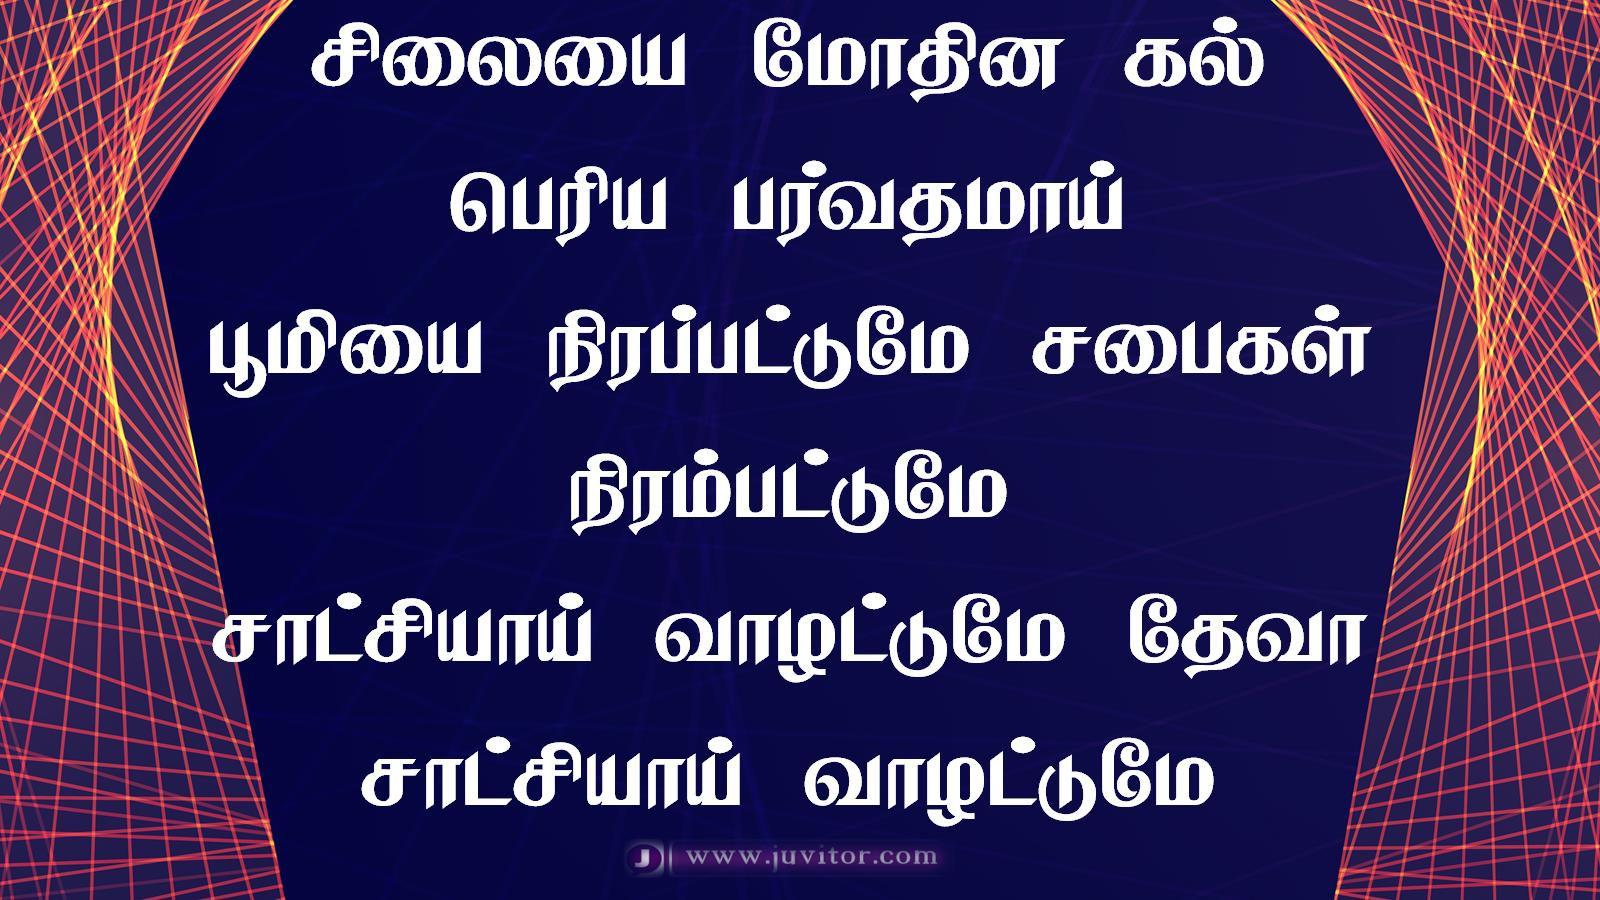 சிலையை மோதின கல்
பெரிய பர்வதமாய்
பூமியை நிரப்பட்டுமே சபைகள்
நிரம்பட்டுமே
சாட்சியாய் வாழட்டுமே தேவா
சாட்சியாய் வாழட்டுமே
J www.juvitor.com